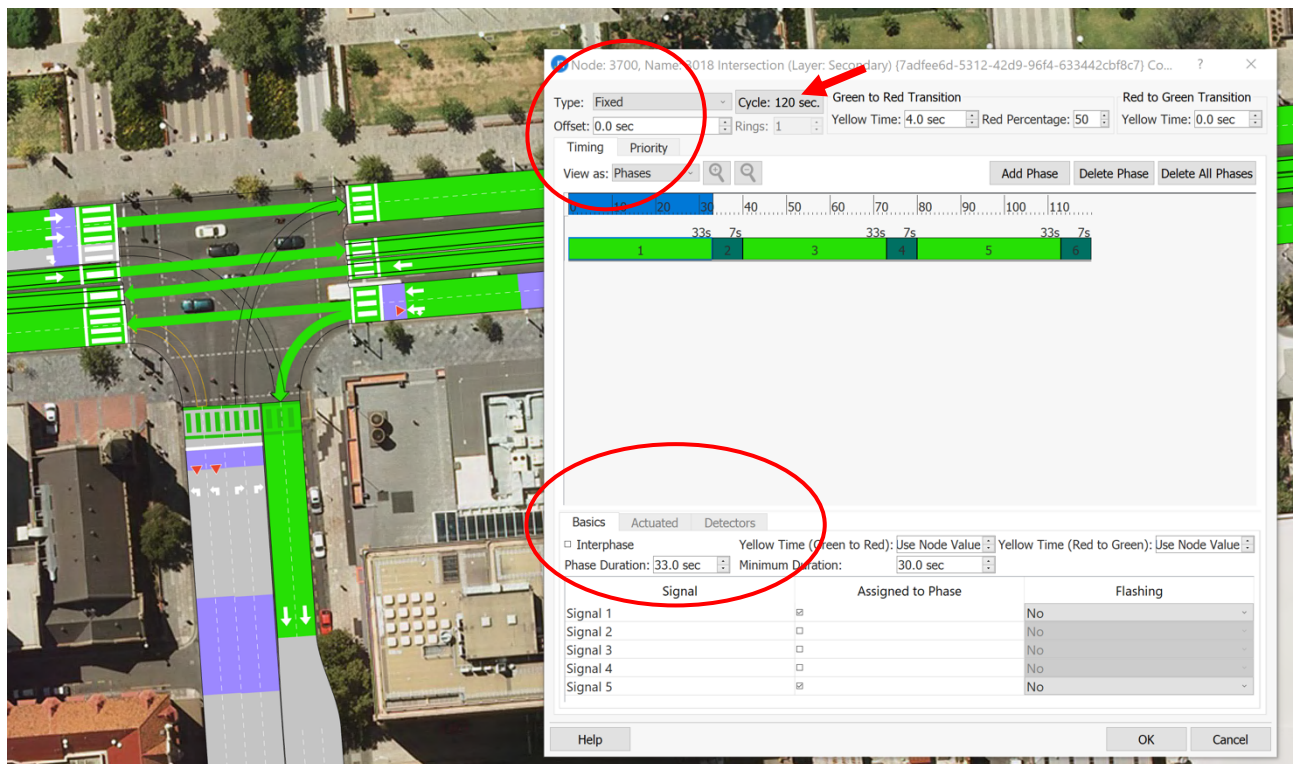 Node: 3700, Name: 3018 Intersection (Layer: Secondary) {7adfee6d-5312-42d9-96f4-633442cbf8c7} Co... ? ×
Type: Fixed Cycle: 120 sec. Green to Red Transition Red to Green Transition
Offset: 0.0 sec Rings: 1 Yellow Time: 4.0 sec Red Percentage: 50 Yellow Time: 0.0 sec
Timing Priority
View as: Phases Add Phase Delete Phase Delete All Phases
0 10 20 30 40 50 60 70 80 90 100 110
33s 7s 33s 7s 33s 7s
1 2 3 4 5 6
Basics Actuated Detectors
Interphase Yellow Time (Green to Red): Use Node Value Yellow Time (Red to Green): Use Node Value
Phase Duration: 33.0 sec Minimum Duration: 30.0 sec
Signal Assigned to Phase Flashing
Signal 1 No
Signal 2 No
Signal 3 No
Signal 4 No
Signal 5 No
Help OK Cancel